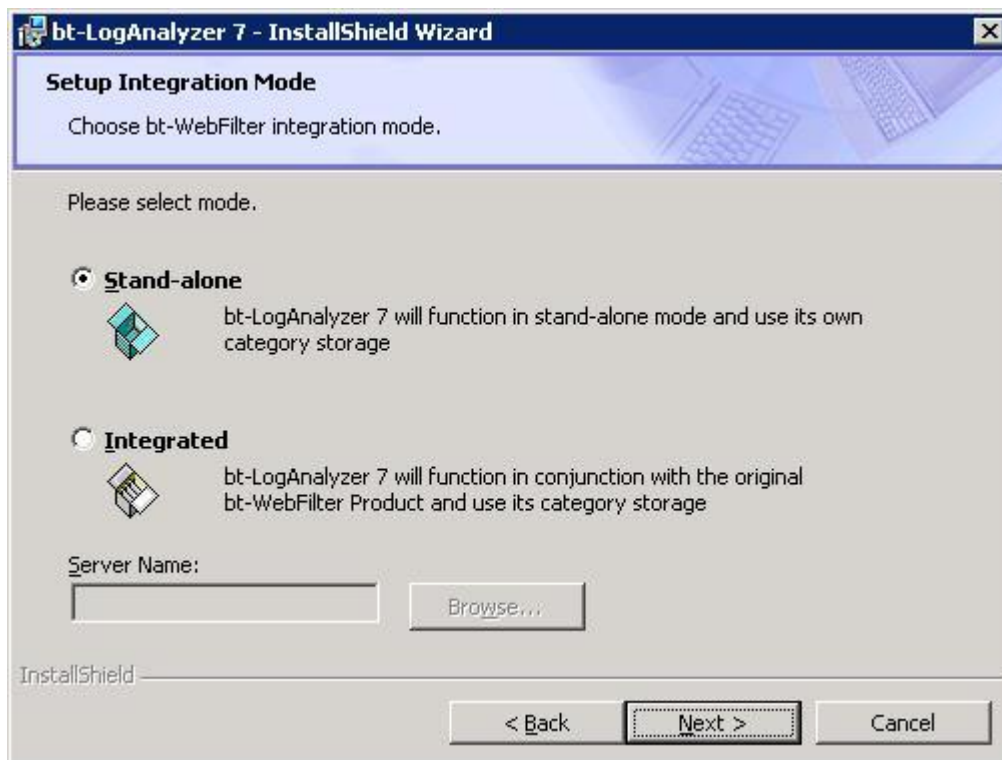 bt-LogAnalyzer 7 - InstallShield Wizard
Setup Integration Mode
Choose bt-WebFilter integration mode.
Please select mode.
Stand-alone
bt-LogAnalyzer 7 will function in stand-alone mode and use its own
category storage
Integrated
bt-LogAnalyzer 7 will function in conjunction with the original
bt-WebFilter Product and use its category storage
Server Name:
Browse...
InstallShield
< Back
Next >
Cancel